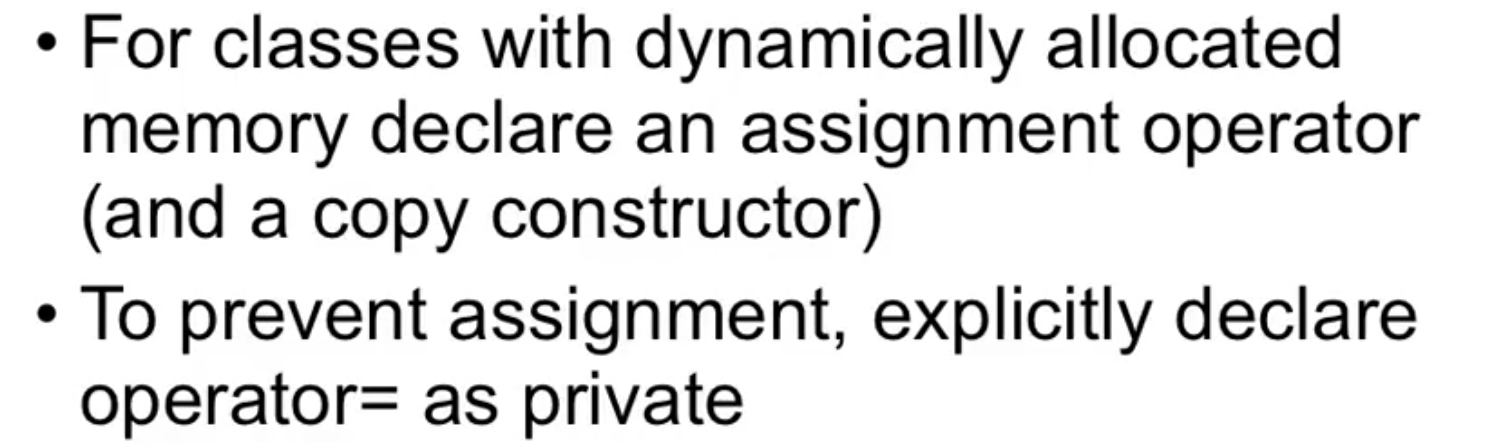 • For classes with dynamically allocated
memory declare an assignment operator
(and a copy constructor)
• To prevent assignment, explicitly declare
operator= as private